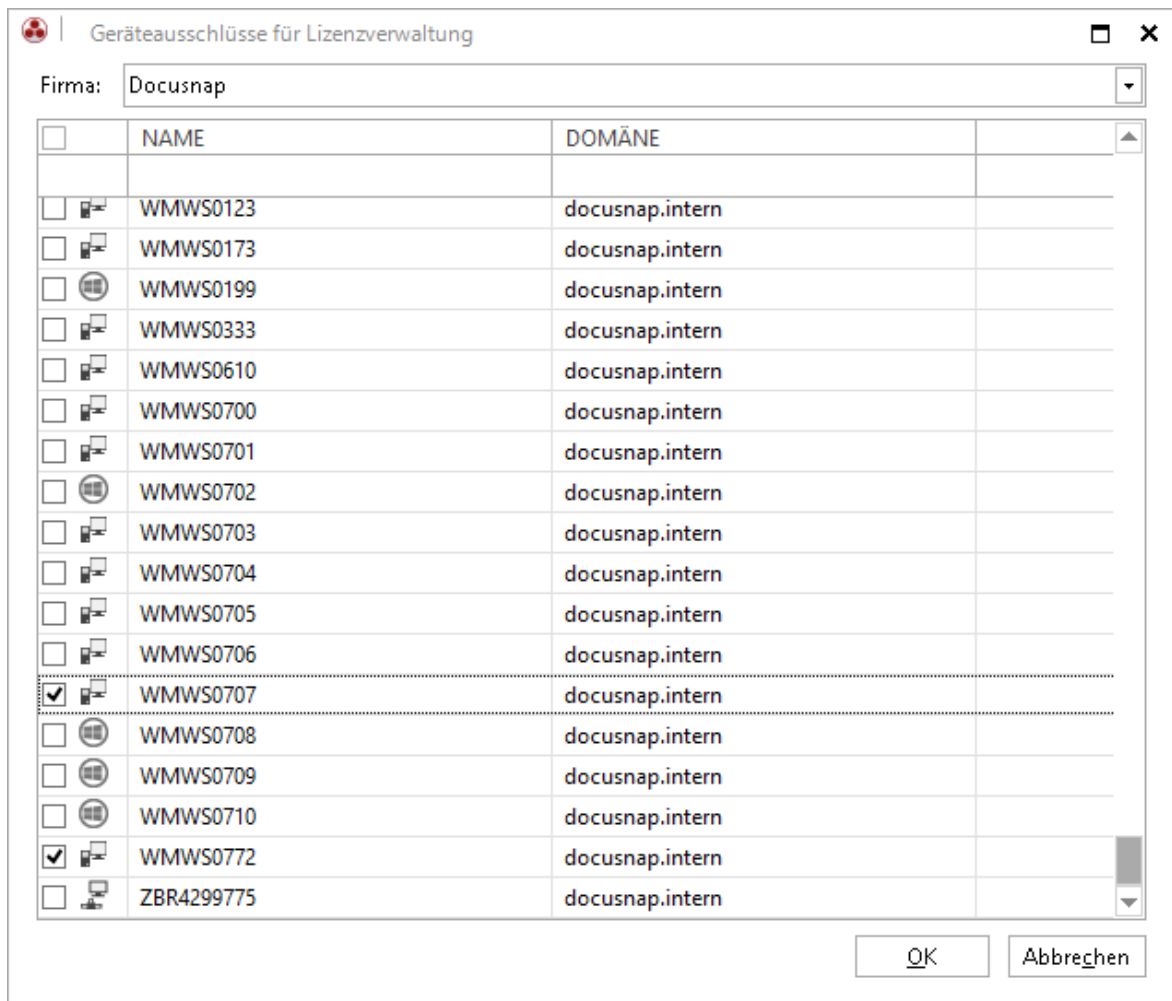 Geräteausschlüsse für Lizenzverwaltung
Firma: Docusnap
NAME DOMÄNE
WMWS0123 docusnap.intern
WMWS0173 docusnap.intern
WMWS0199 docusnap.intern
WMWS0333 docusnap.intern
WMWS0610 docusnap.intern
WMWS0700 docusnap.intern
WMWS0701 docusnap.intern
WMWS0702 docusnap.intern
WMWS0703 docusnap.intern
WMWS0704 docusnap.intern
WMWS0705 docusnap.intern
WMWS0706 docusnap.intern
WMWS0707 docusnap.intern
WMWS0708 docusnap.intern
WMWS0709 docusnap.intern
WMWS0710 docusnap.intern
WMWS0772 docusnap.intern
ZBR4299775 docusnap.intern
OK Abbrechen